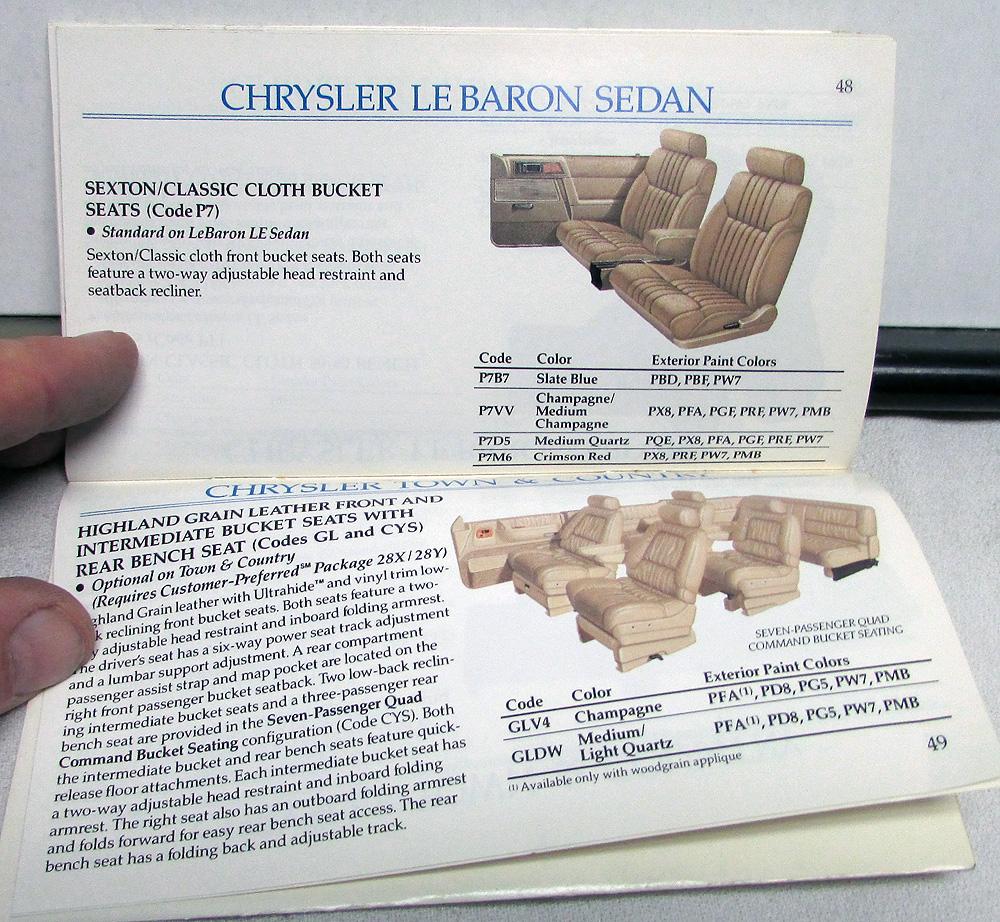 CHRYSLER LE BARON SEDAN
48
SEXTON/CLASSIC CLOTH BUCKET
SEATS (Code P7)
• Standard on LeBaron LE Sedan
Sexton/Classic cloth front bucket seats. Both seats
feature a two-way adjustable head restraint and
seatback recliner.
Code Color Exterior Paint Colors
P7B7 Slate Blue PBD, PBF, PW7
P7VV Champagne/
Medium
Champagne PX8, PFA, PGF, PRF, PW7, PMB
P7D5 Medium Quartz PQE, PX8, PFA, PGF, PRF, PW7
P7M6 Crimson Red PX8, PRF, PW7, PMB
CHRYSLER TOWN & COUNTRY
HIGHLAND GRAIN LEATHER FRONT AND
INTERMEDIATE BUCKET SEATS WITH
REAR BENCH SEAT (Codes GL and CYS)
• Optional on Town & Country
(Requires Customer-Preferred℠ Package 28X/28Y)
ghland Grain leather with Ultrahide™ and vinyl trim low-
k reclining front bucket seats. Both seats feature a two-
y adjustable head restraint and inboard folding armrest.
he driver's seat has a six-way power seat track adjustment
and a lumbar support adjustment. A rear compartment
passenger assist strap and map pocket are located on the
right front passenger bucket seatback. Two low-back reclin-
ing intermediate bucket seats and a three-passenger rear
bench seat are provided in the Seven-Passenger Quad
Command Bucket Seating configuration (Code CYS). Both
the intermediate bucket and rear bench seats feature quick-
release floor attachments. Each intermediate bucket seat has
a two-way adjustable head restraint and inboard folding
armrest. The right seat also has an outboard folding armrest
and folds forward for easy rear bench seat access. The rear
bench seat has a folding back and adjustable track.
SEVEN-PASSENGER QUAD
COMMAND BUCKET SEATING
Code Color Exterior Paint Colors
GLV4 Champagne PFA(1), PD8, PG5, PW7, PMB
GLDW Medium/
Light Quartz PFA(1), PD8, PG5, PW7, PMB
(1) Available only with woodgrain applique
49